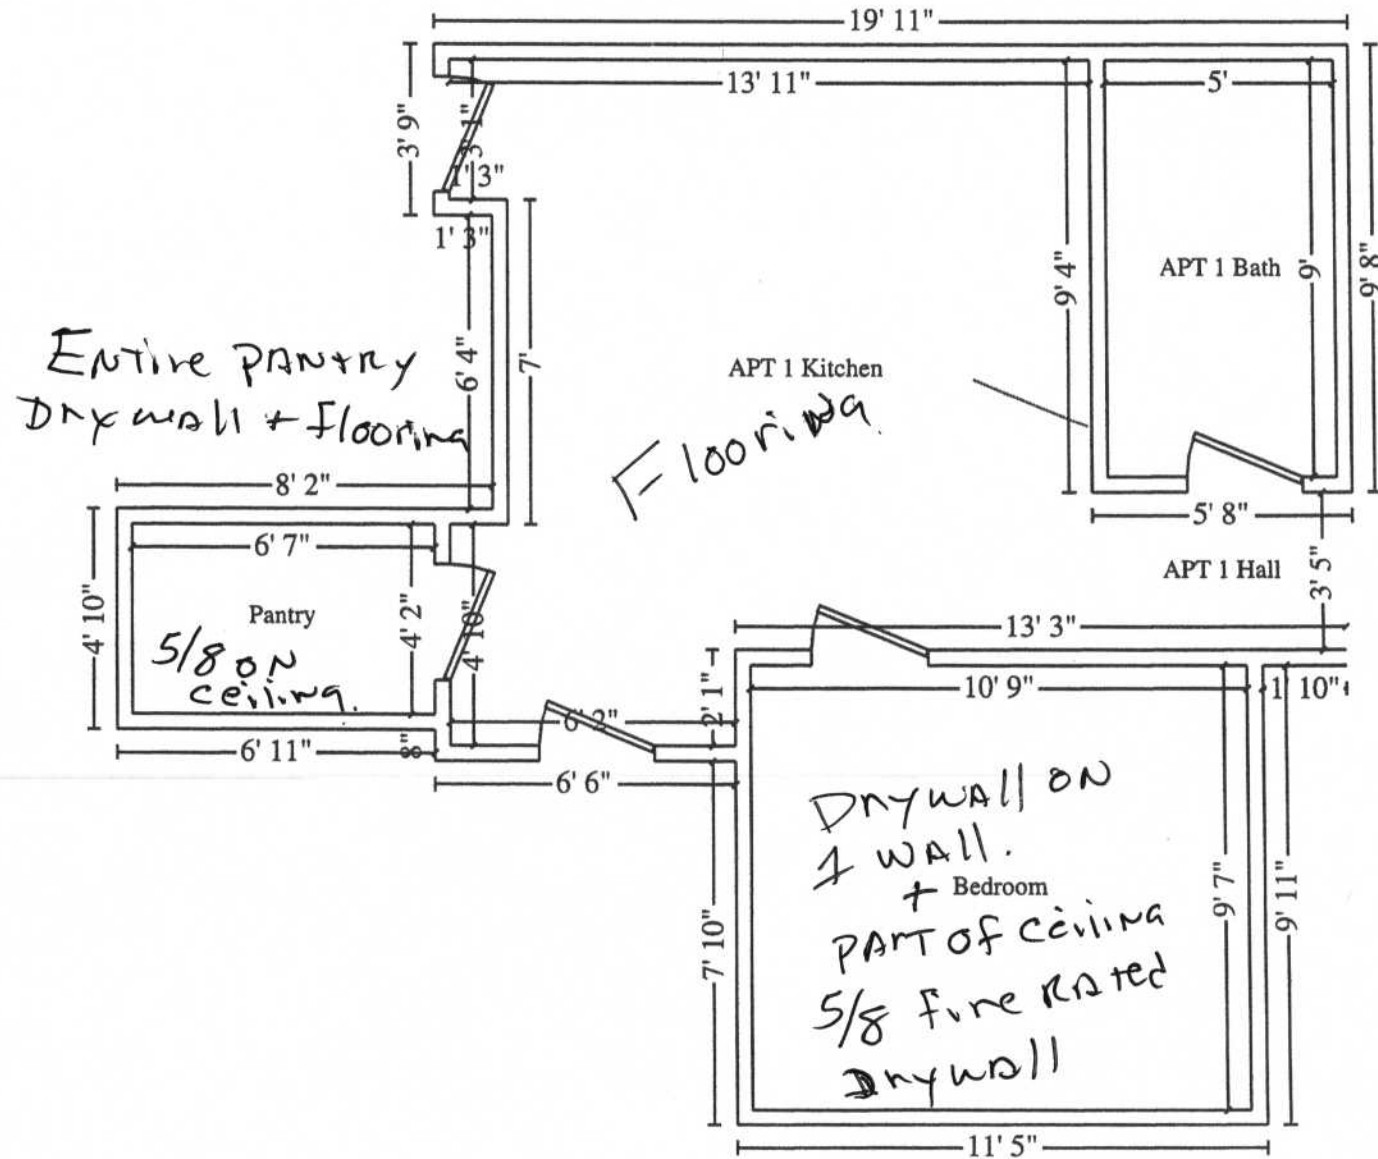 19' 11"
13' 11"
5'
3' 9"
3' 1"
1' 3"
1' 3"
9' 4"
APT 1 Bath
9'
9' 8"
6' 4"
7'
APT 1 Kitchen
Flooring.
ENTire PANTRY
DRYwAll + flooring
8' 2"
5' 8"
6' 7"
APT 1 Hall
3' 5"
4' 10"
Pantry
4' 2"
4' 10"
5/8 ON
ceiling.
13' 3"
2' 1"
10' 9"
1' 10"
6' 2"
6' 11"
8"
6' 6"
DRYWAll ON
1 WAll.
+ Bedroom
PART OF Ceiling
5/8 fire RATed
DRYWAll
9' 7"
9' 11"
7' 10"
11' 5"